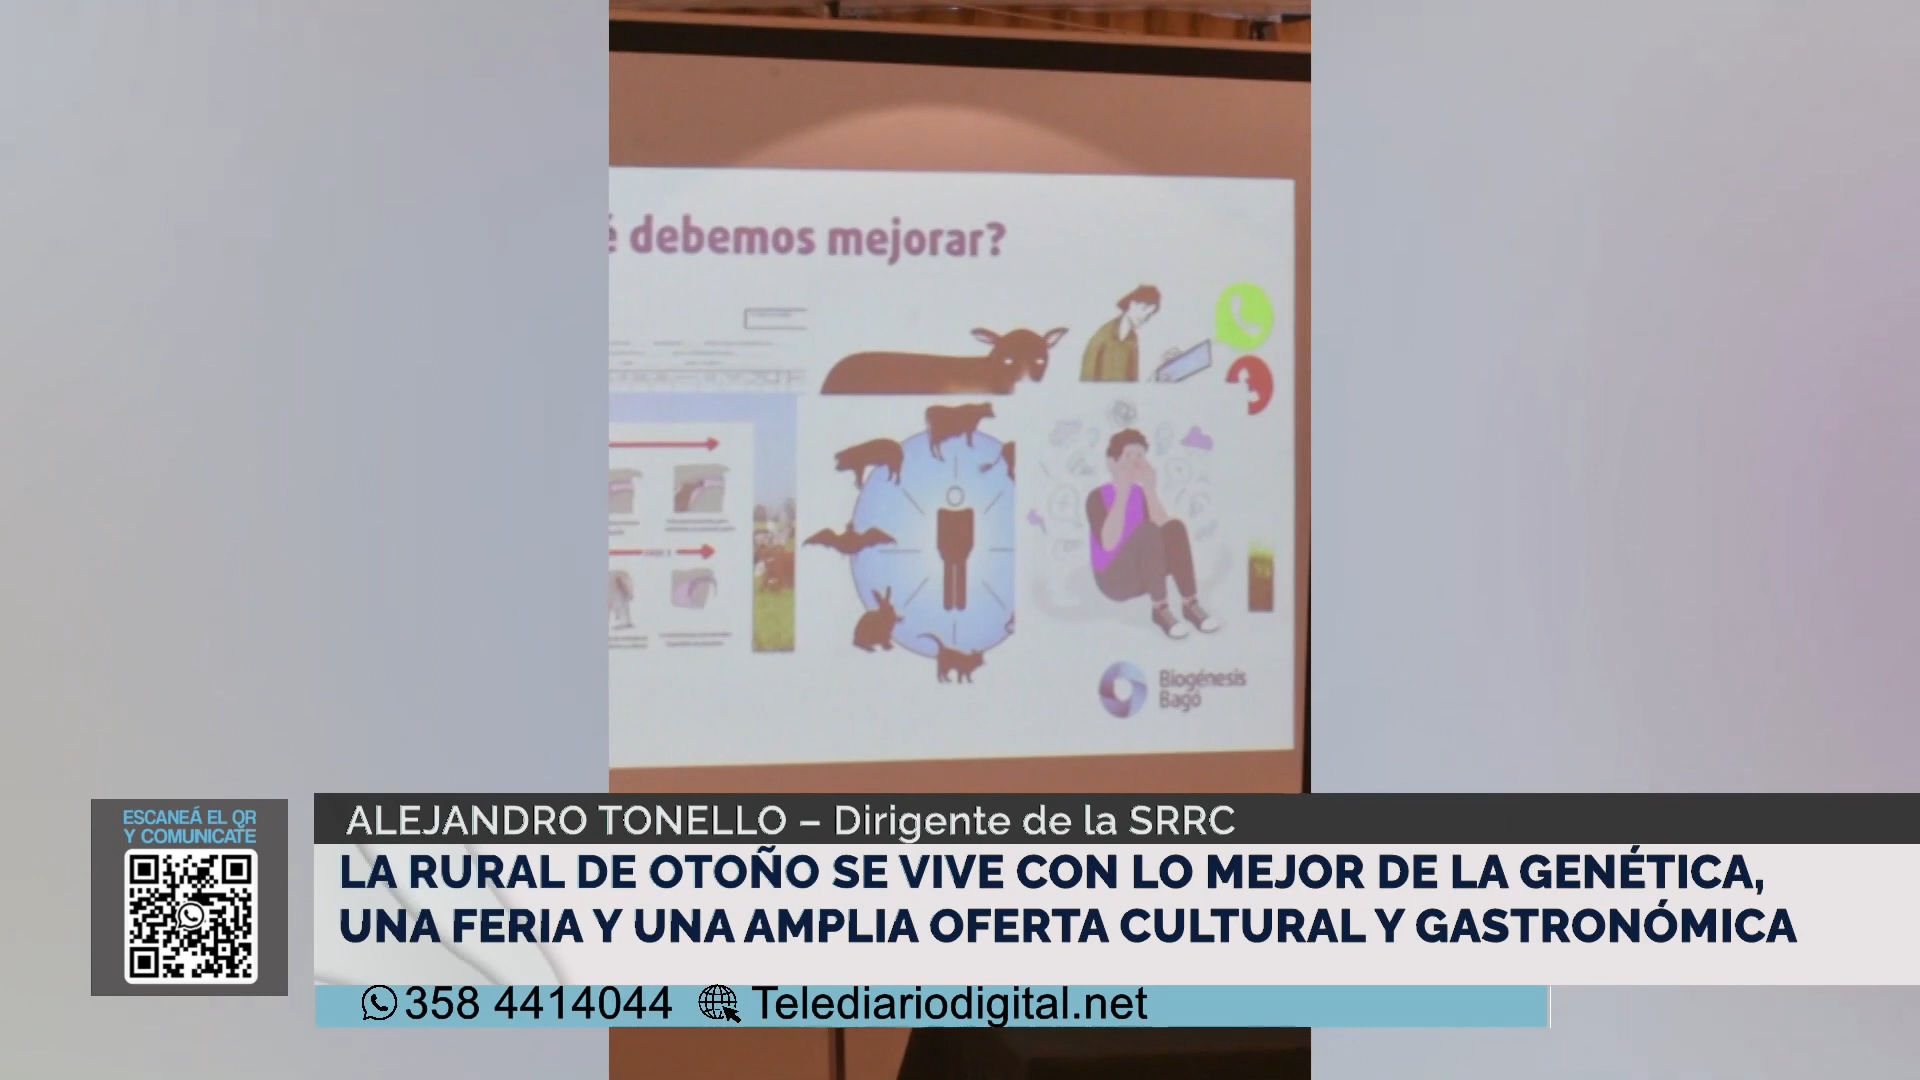 é debemos mejorar?
Biogénesis
Bagó
ESCANEÁ EL QR
Y COMUNICATE
ALEJANDRO TONELLO – Dirigente de la SRRC
LA RURAL DE OTOÑO SE VIVE CON LO MEJOR DE LA GENÉTICA,
UNA FERIA Y UNA AMPLIA OFERTA CULTURAL Y GASTRONÓMICA
358 4414044 Telediariodigital.net